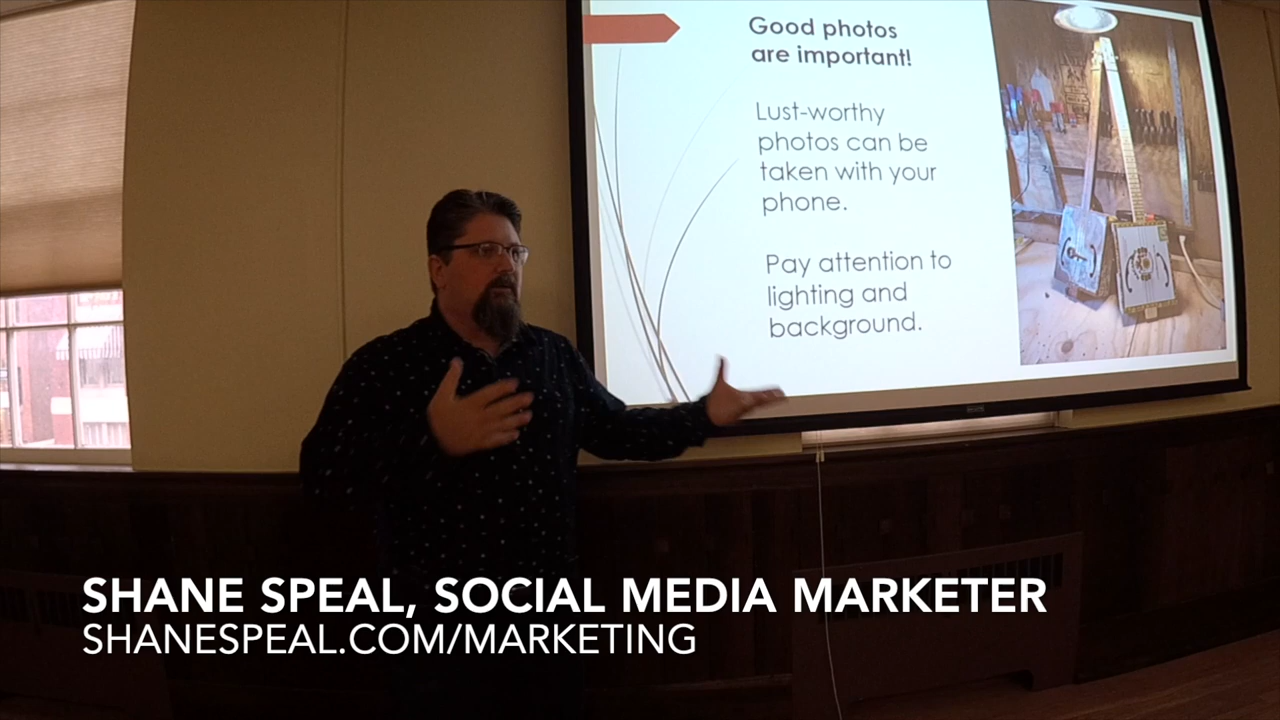 Good photos
are important!
Lust-worthy
photos can be
taken with your
phone.
Pay attention to
lighting and
background.
SHANE SPEAL, SOCIAL MEDIA MARKETER
SHANESPEAL.COM/MARKETING